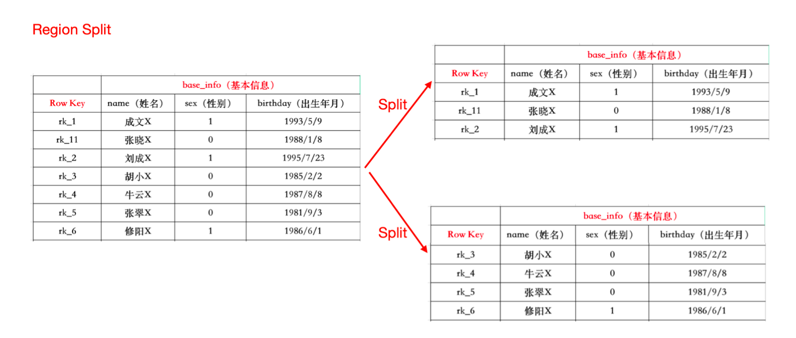 Region Split
base_info（基本信息）
Row Key name（姓名） sex（性别） birthday（出生年月）
rk_1 成文X 1 1993/5/9
rk_11 张晓X 0 1988/1/8
rk_2 刘成X 1 1995/7/23
rk_3 胡小X 0 1985/2/2
rk_4 牛云X 0 1987/8/8
rk_5 张翠X 0 1981/9/3
rk_6 修阳X 1 1986/6/1
Split
base_info（基本信息）
Row Key name（姓名） sex（性别） birthday（出生年月）
rk_1 成文X 1 1993/5/9
rk_11 张晓X 0 1988/1/8
rk_2 刘成X 1 1995/7/23
Split
base_info（基本信息）
Row Key name（姓名） sex（性别） birthday（出生年月）
rk_3 胡小X 0 1985/2/2
rk_4 牛云X 0 1987/8/8
rk_5 张翠X 0 1981/9/3
rk_6 修阳X 1 1986/6/1